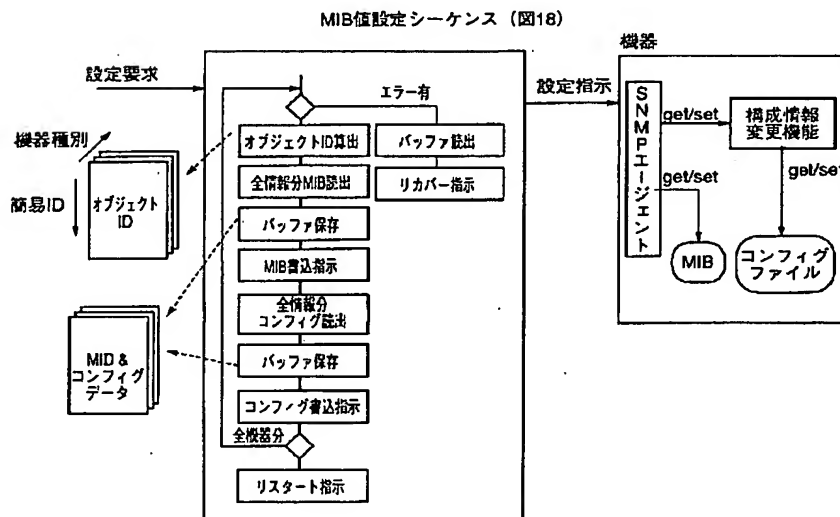 MIB値設定シーケンス (図18)
機器
設定要求
エラー有
設定指示
SNMPエージェント
get/set
構成情報
変更機能
get/set
get/set
MIB
コンフィグ
ファイル
機器種別
簡易ID
オブジェクト
ID
オブジェクトID算出
バッファ読出
全情報分MIB読出
リカバー指示
バッファ保存
MIB書込指示
全情報分
コンフィグ読出
MID &
コンフィグ
データ
バッファ保存
コンフィグ書込指示
全機器分
リスタート指示